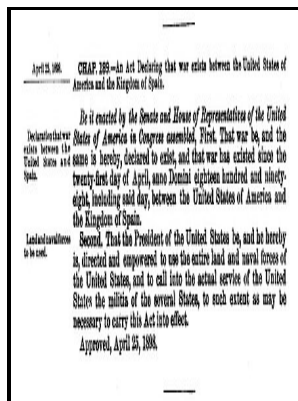 April 25, 1898.
CHAP. 189.—An Act Declaring that war exists between the United States of
America and the Kingdom of Spain.
Be it enacted by the Senate and House of Representatives of the United
Declaration that war
exists between the
United States and
Spain.
States of America in Congress assembled, First. That war be, and the
same is hereby, declared to exist, and that war has existed since the
twenty-first day of April, anno Domini eighteen hundred and ninety-
eight, including said day, between the United States of America and
the Kingdom of Spain.
Land and naval forces
to be used.
Second. That the President of the United States be, and he hereby
is, directed and empowered to use the entire land and naval forces of
the United States, and to call into the actual service of the United
States the militia of the several States, to such extent as may be
necessary to carry this Act into effect.
Approved, April 25, 1898.